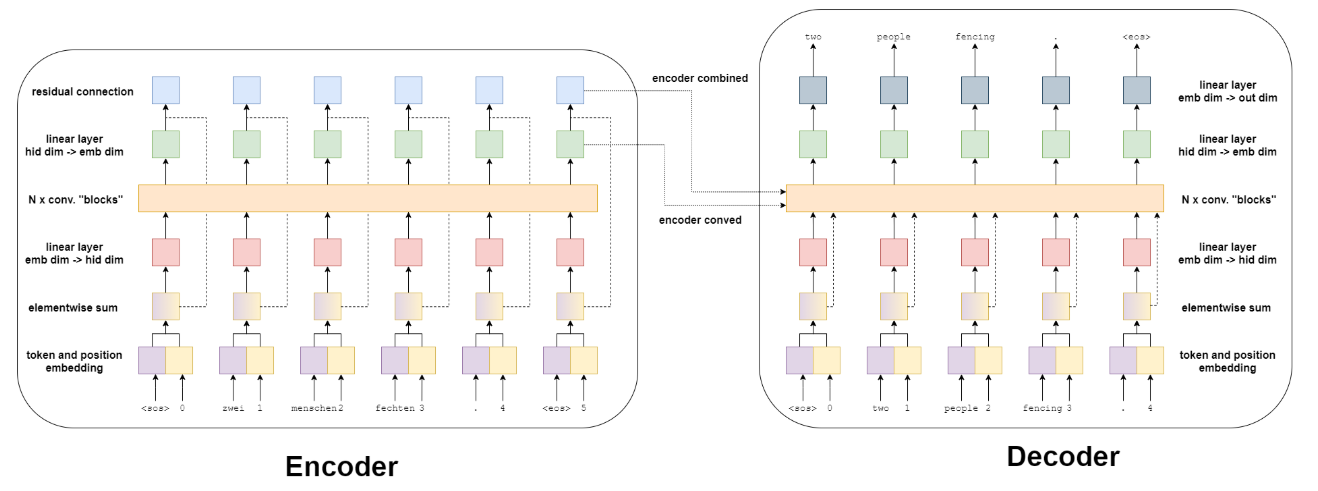 two people fencing . <eos>
residual connection
encoder combined
linear layer
emb dim -> out dim
linear layer
hid dim -> emb dim
linear layer
hid dim -> emb dim
N x conv. "blocks"
encoder conved
N x conv. "blocks"
linear layer
emb dim -> hid dim
linear layer
emb dim -> hid dim
elementwise sum
elementwise sum
token and position
embedding
token and position
embedding
<sos> 0 zwei 1 menschen 2 fechten 3 . 4 <eos> 5
<sos> 0 two 1 people 2 fencing 3 . 4
Encoder
Decoder